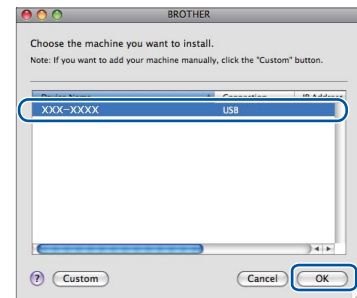 BROTHER
Choose the machine you want to install.
Note: If you want to add your machine manually, click the "Custom" button.
Device Name Connection IP Address
XXX-XXXX USB
? Custom Cancel OK